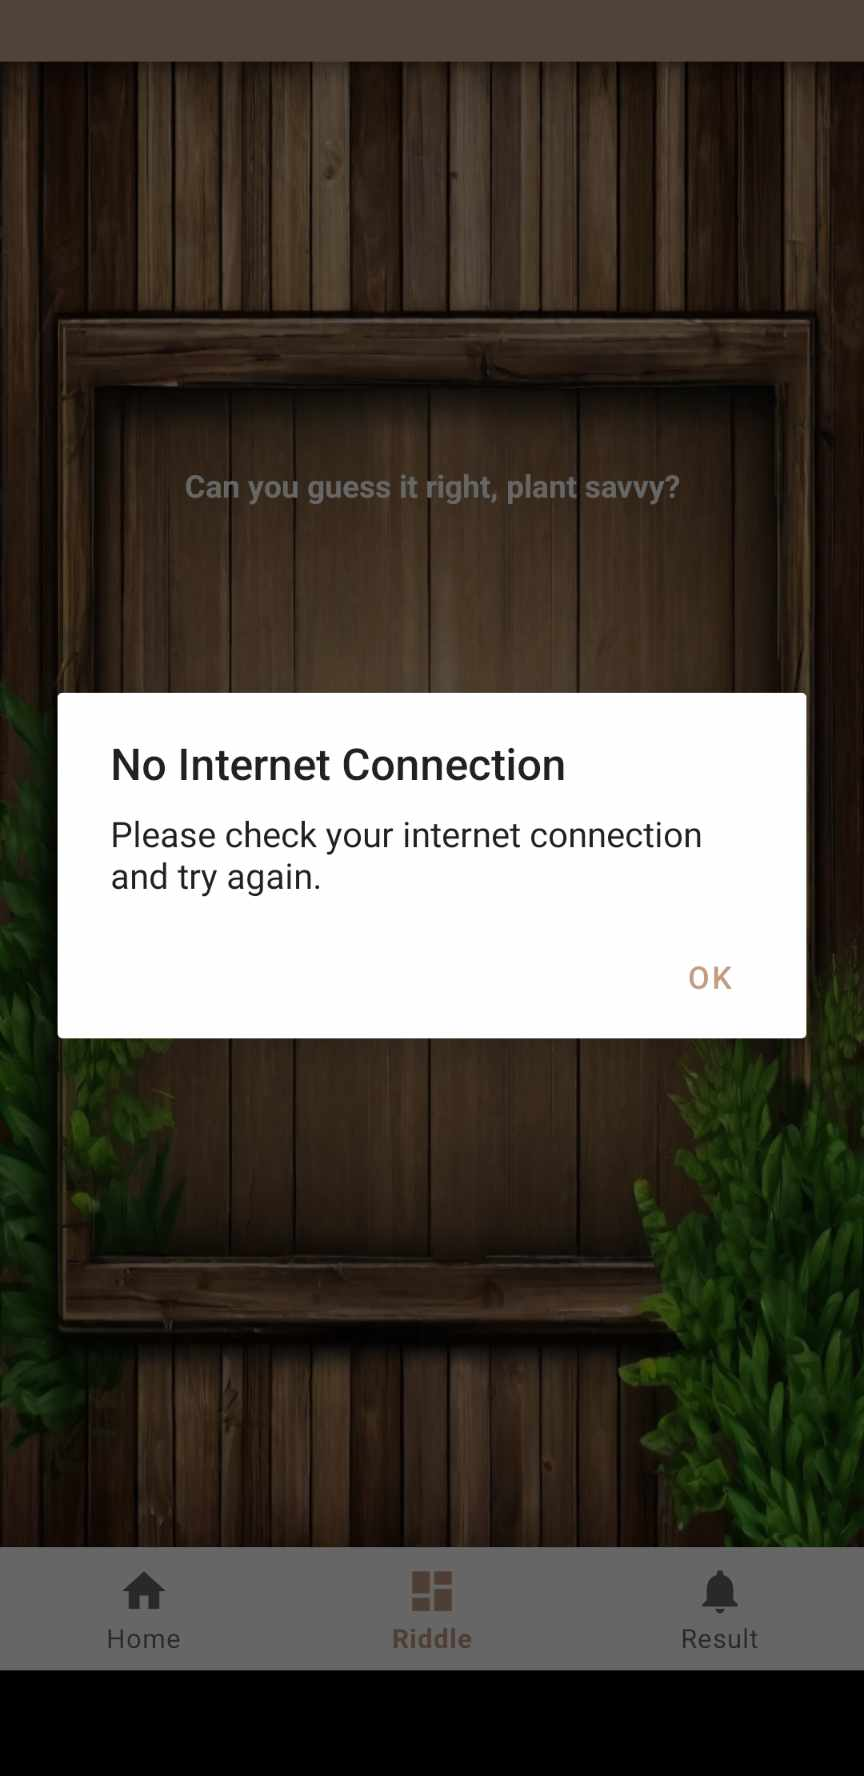 Can you guess it right, plant savvy?
No Internet Connection
Please check your internet connection
and try again.
OK
Home
Riddle
Result